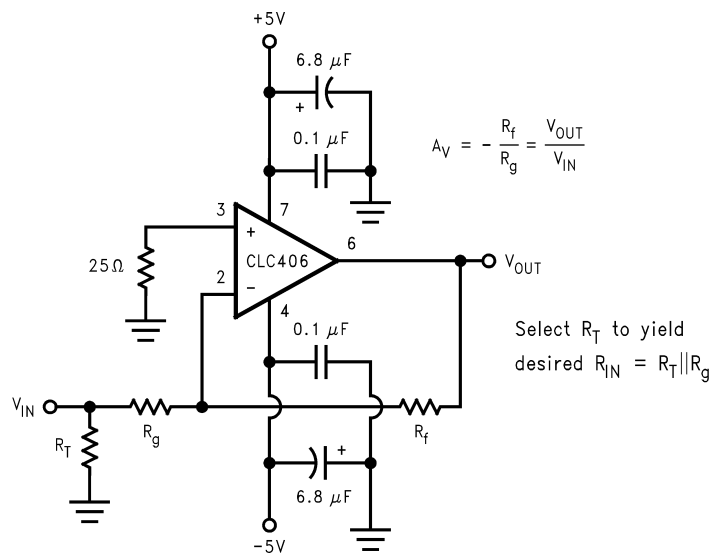 +5V
6.8 μF
+
0.1 μF
A_V = - R_f / R_g = V_OUT / V_IN
3
7
+
6
25Ω
CLC406
V_OUT
2
−
4
0.1 μF
Select R_T to yield
desired R_IN = R_T||R_g
V_IN
R_T
R_g
R_f
+
6.8 μF
−5V